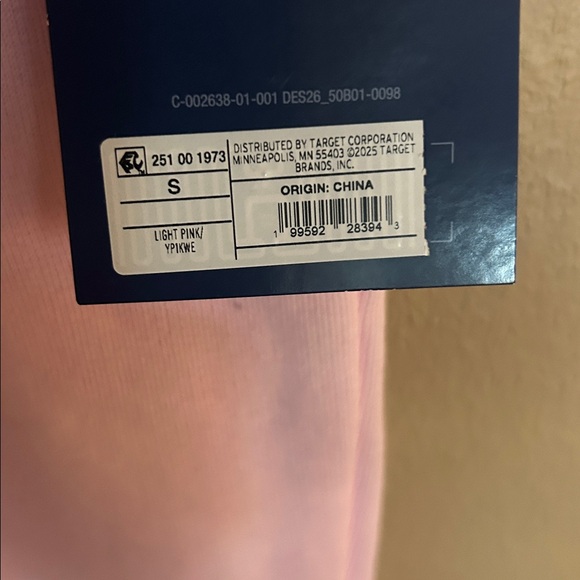 C-002638-01-001 DES26_50B01-0098
251 00 1973
S
LIGHT PINK/
YP1KWE
DISTRIBUTED BY TARGET CORPORATION
MINNEAPOLIS, MN 55403 ©2025 TARGET
BRANDS, INC.
ORIGIN: CHINA
1 99592 28394 3